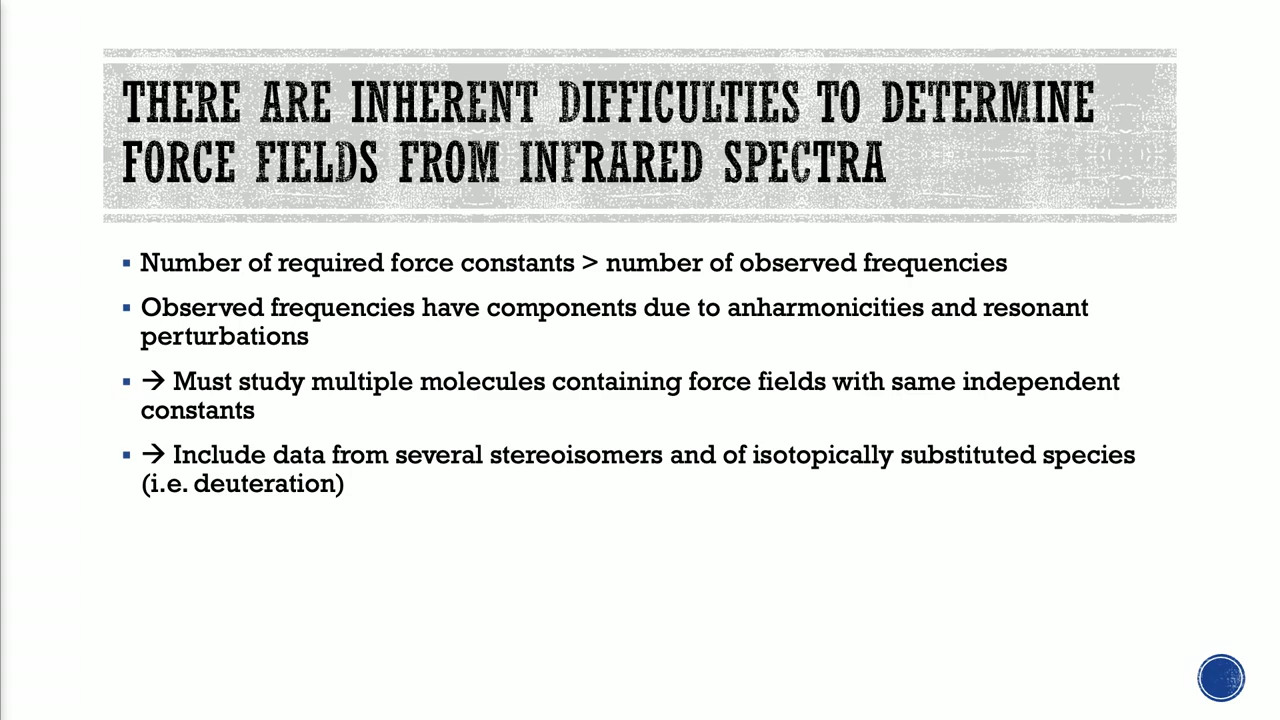 THERE ARE INHERENT DIFFICULTIES TO DETERMINE
FORCE FIELDS FROM INFRARED SPECTRA
▪ Number of required force constants > number of observed frequencies
▪ Observed frequencies have components due to anharmonicities and resonant
perturbations
▪ → Must study multiple molecules containing force fields with same independent
constants
▪ → Include data from several stereoisomers and of isotopically substituted species
(i.e. deuteration)